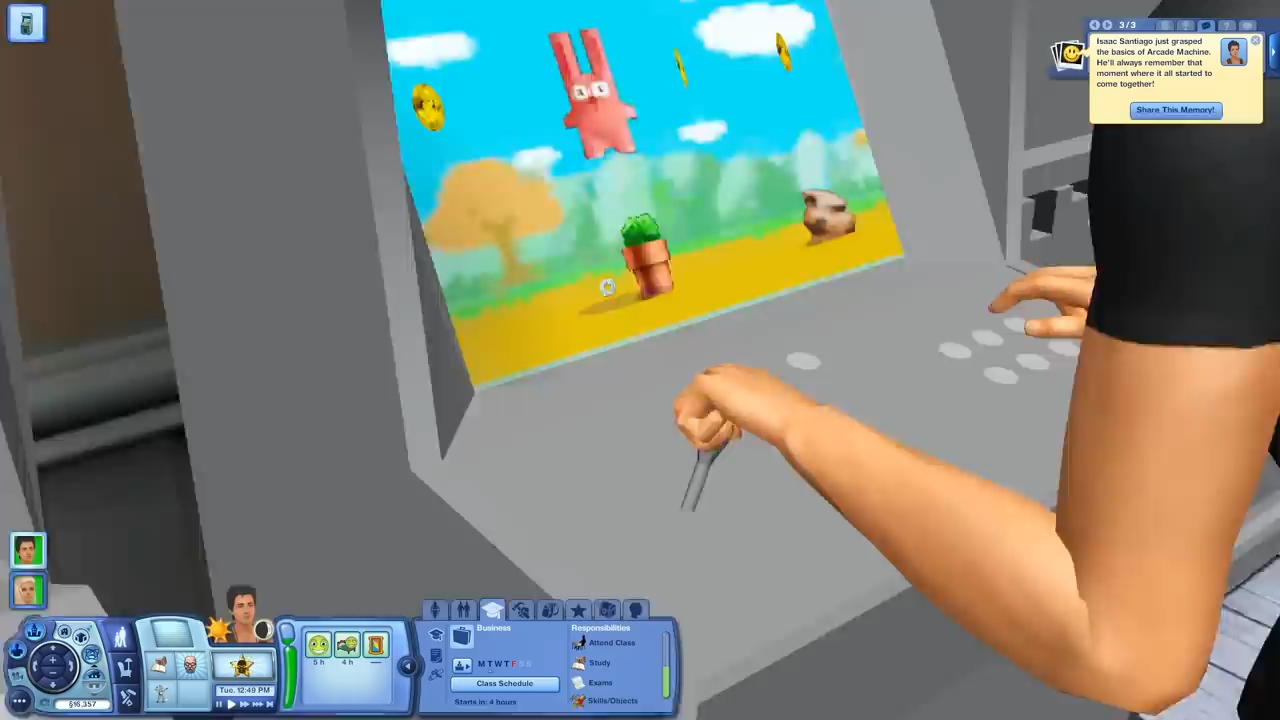 3/3
Isaac Santiago just grasped
the basics of Arcade Machine.
He'll always remember that
moment where it all started to
come together!
Share This Memory!
Business
Responsibilities
Attend Class
M T W T F S S
Study
Class Schedule
Exams
Starts in: 4 hours
Skills/Objects
5 h
4 h
Tue. 12:49 PM
§16,357